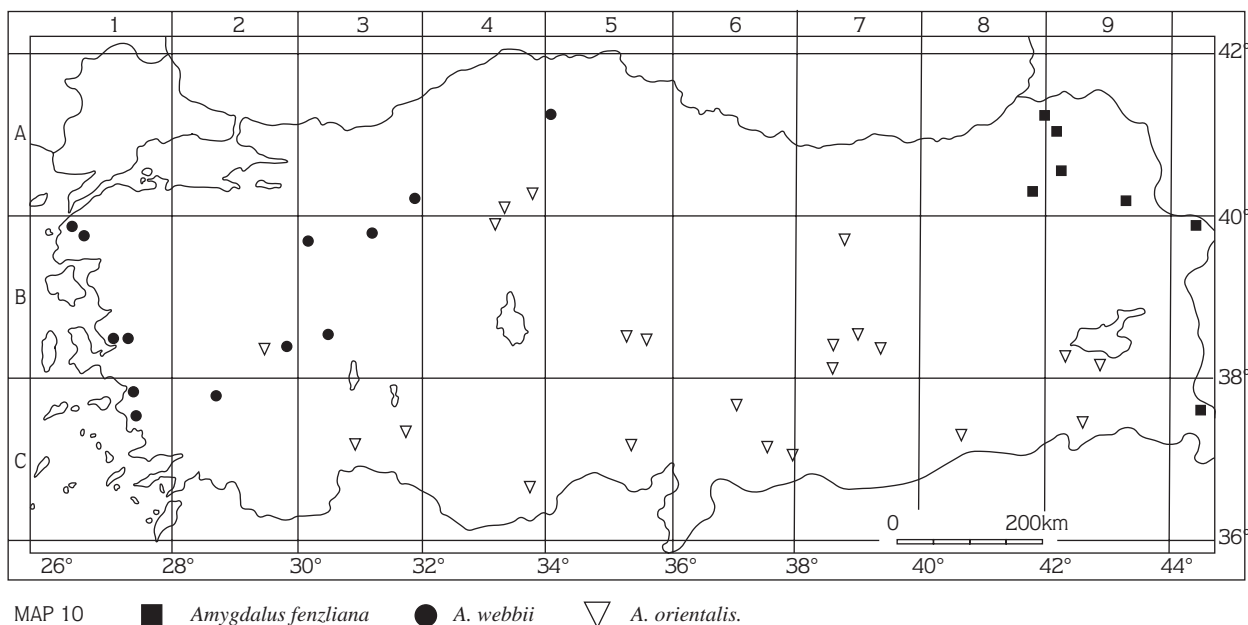 1 2 3 4 5 6 7 8 9
42°
A
40°
B
38°
C
0 200km
36°
26° 28° 30° 32° 34° 36° 38° 40° 42° 44°
MAP 10 Amygdalus fenzliana A. webbii A. orientalis.